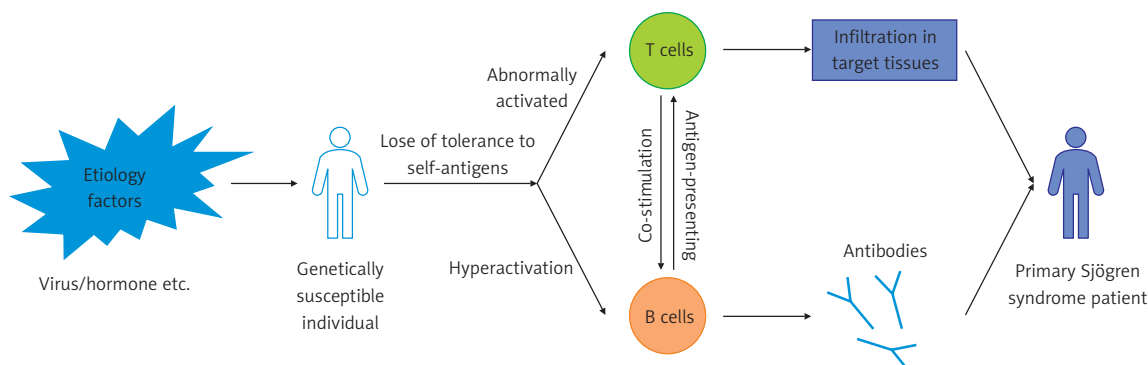 Etiology
factors
Virus/hormone etc.
Genetically
susceptible
individual
Lose of tolerance to
self-antigens
Abnormally
activated
Hyperactivation
T cells
Co-stimulation
Antigen-presenting
B cells
Infiltration in
target tissues
Antibodies
Primary Sjögren
syndrome patient